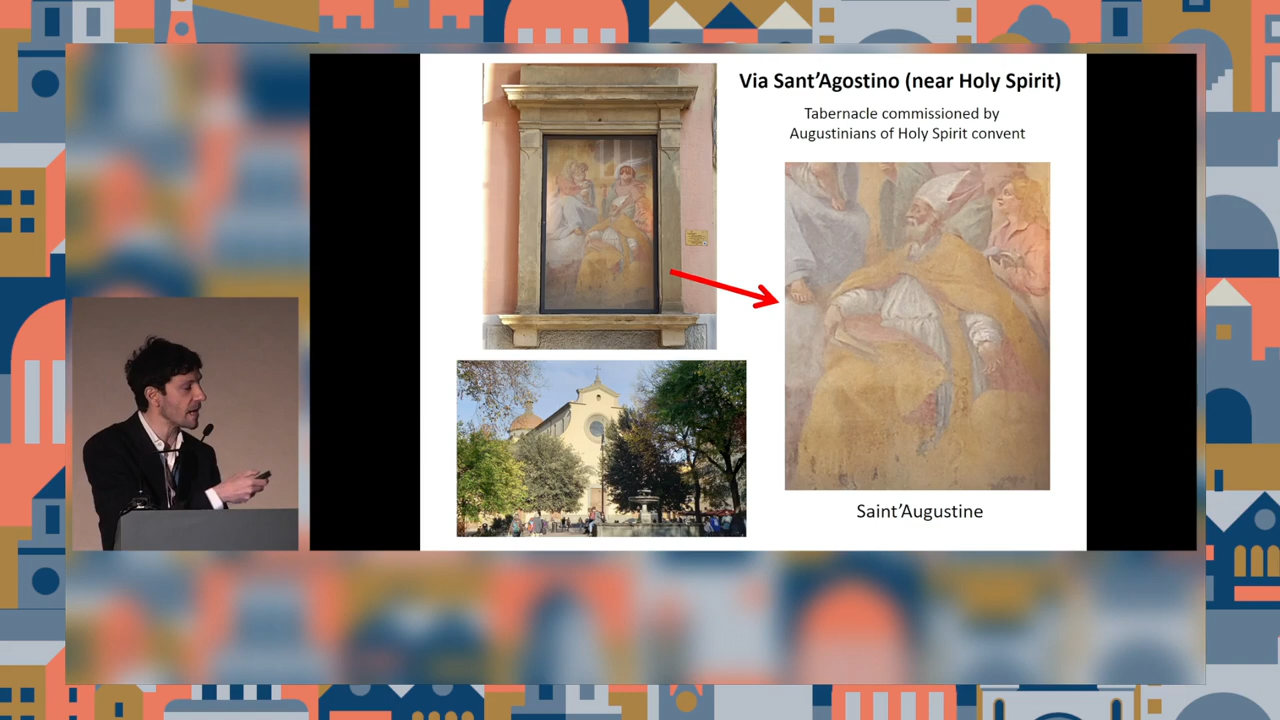 Via Sant’Agostino (near Holy Spirit)
Tabernacle commissioned by
Augustinians of Holy Spirit convent
Saint’Augustine